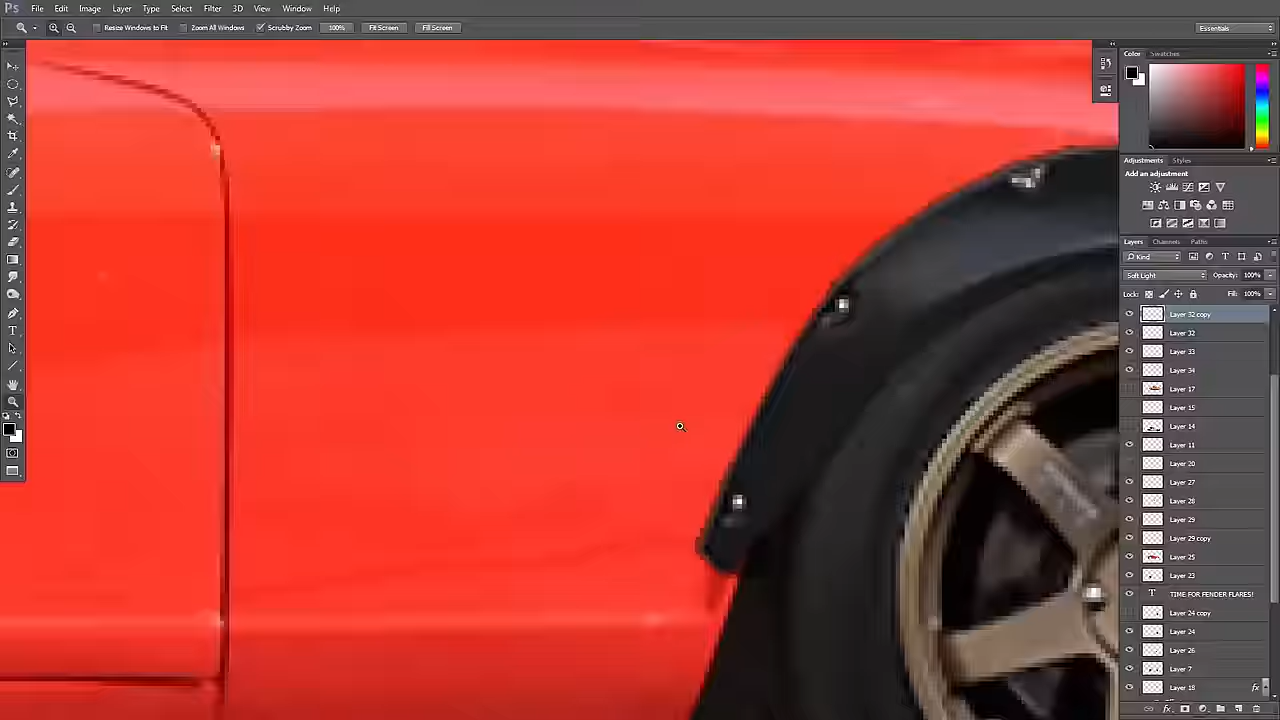 Ps File Edit Image Layer Type Select Filter 3D View Window Help
Resize Windows to Fit Zoom All Windows Scrubby Zoom 100% Fit Screen Fill Screen Essentials
Color Swatches
Adjustments Styles
Add an adjustment
Layers Channels Paths
Kind
Soft Light Opacity: 100%
Lock: Fill: 100%
Layer 32 copy
Layer 32
Layer 33
Layer 34
Layer 17
Layer 15
Layer 14
Layer 11
Layer 20
Layer 27
Layer 28
Layer 29
Layer 29 copy
Layer 25
Layer 23
T TIME FOR FENDER FLARES!
Layer 24 copy
Layer 24
Layer 26
Layer 7
Layer 18 fx
fx